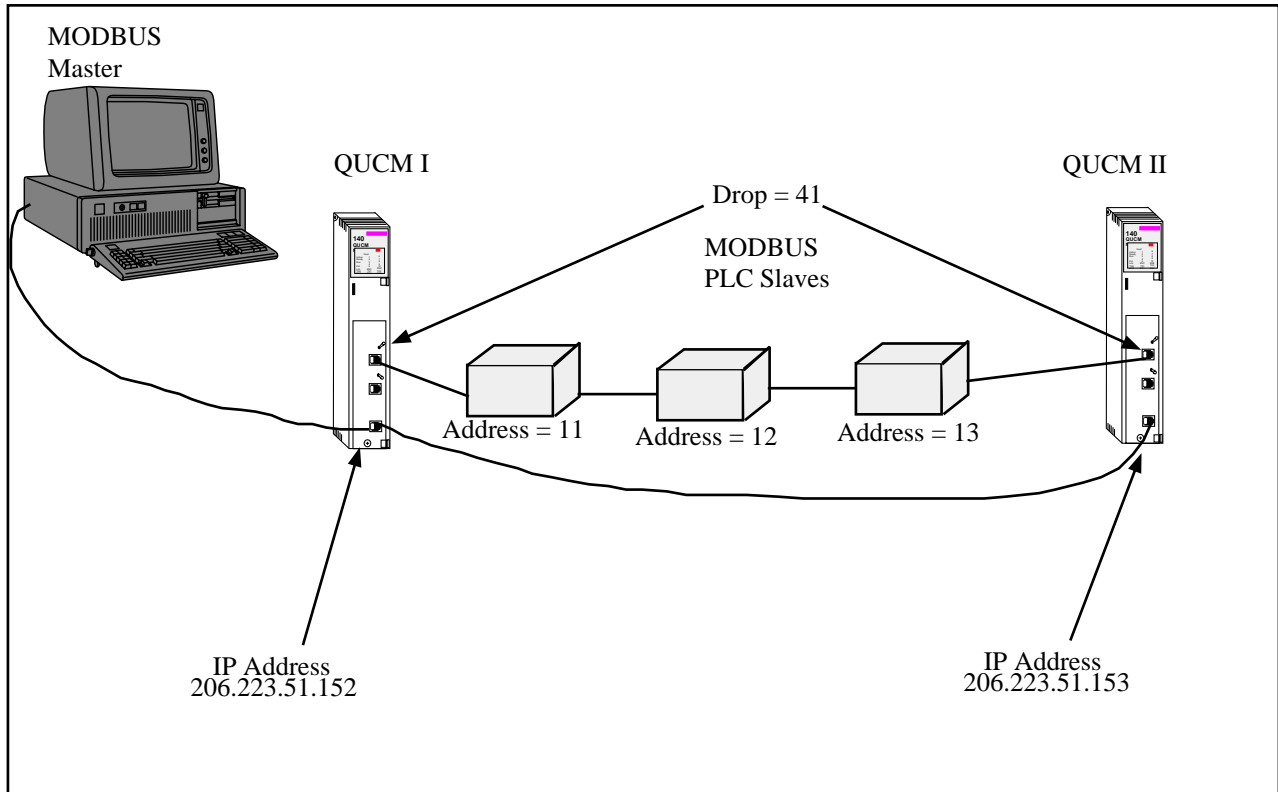 MODBUS
Master
QUCM I
QUCM II
Drop = 41
MODBUS
PLC Slaves
140
QUCM
140
QUCM
Address = 11
Address = 12
Address = 13
IP Address
206.223.51.152
IP Address
206.223.51.153